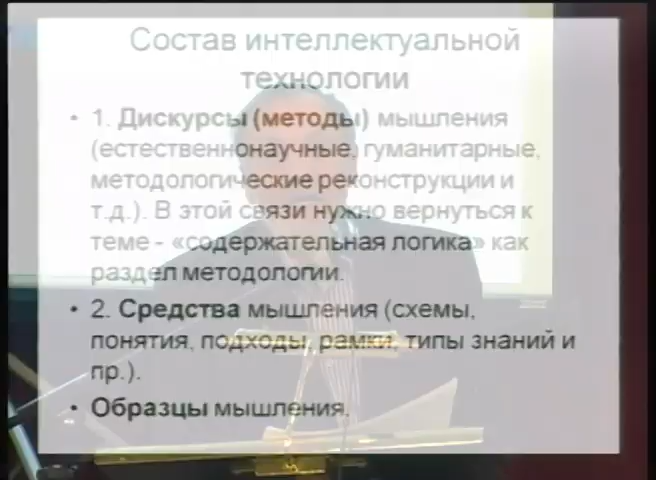 Состав интеллектуальной
технологии
• 1. Дискурсы (методы) мышления
(естественнонаучные, гуманитарные,
методологические реконструкции и
т.д.). В этой связи нужно вернуться к
теме - «содержательная логика» как
раздел методологии.
• 2. Средства мышления (схемы,
понятия, подходы, рамки, типы знаний и
пр.).
• Образцы мышления.